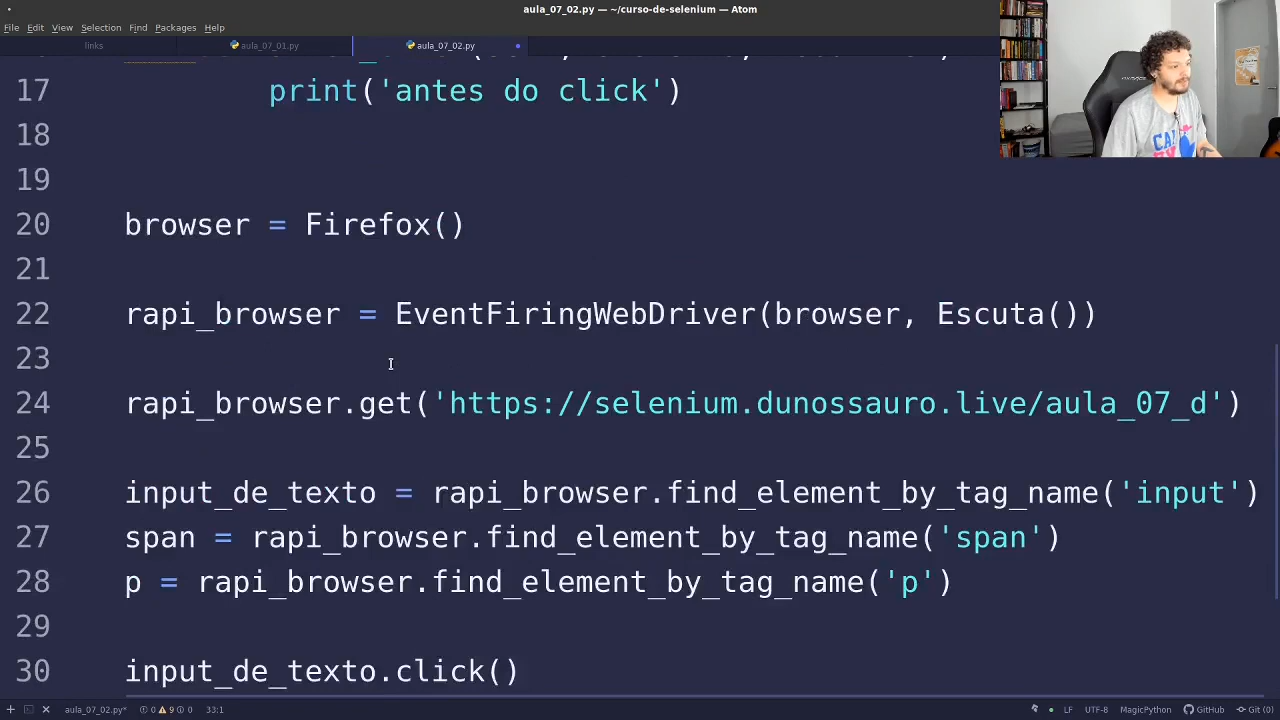 aula_07_02.py — ~/curso-de-selenium — Atom
File Edit View Selection Find Packages Help
links aula_07_01.py aula_07_02.py
17 print('antes do click')
18
19
20 browser = Firefox()
21
22 rapi_browser = EventFiringWebDriver(browser, Escuta())
23
24 rapi_browser.get('https://selenium.dunossauro.live/aula_07_d')
25
26 input_de_texto = rapi_browser.find_element_by_tag_name('input')
27 span = rapi_browser.find_element_by_tag_name('span')
28 p = rapi_browser.find_element_by_tag_name('p')
29
30 input_de_texto.click()
aula_07_02.py* 0 9 0 33:1 LF UTF-8 MagicPython GitHub Git (0)